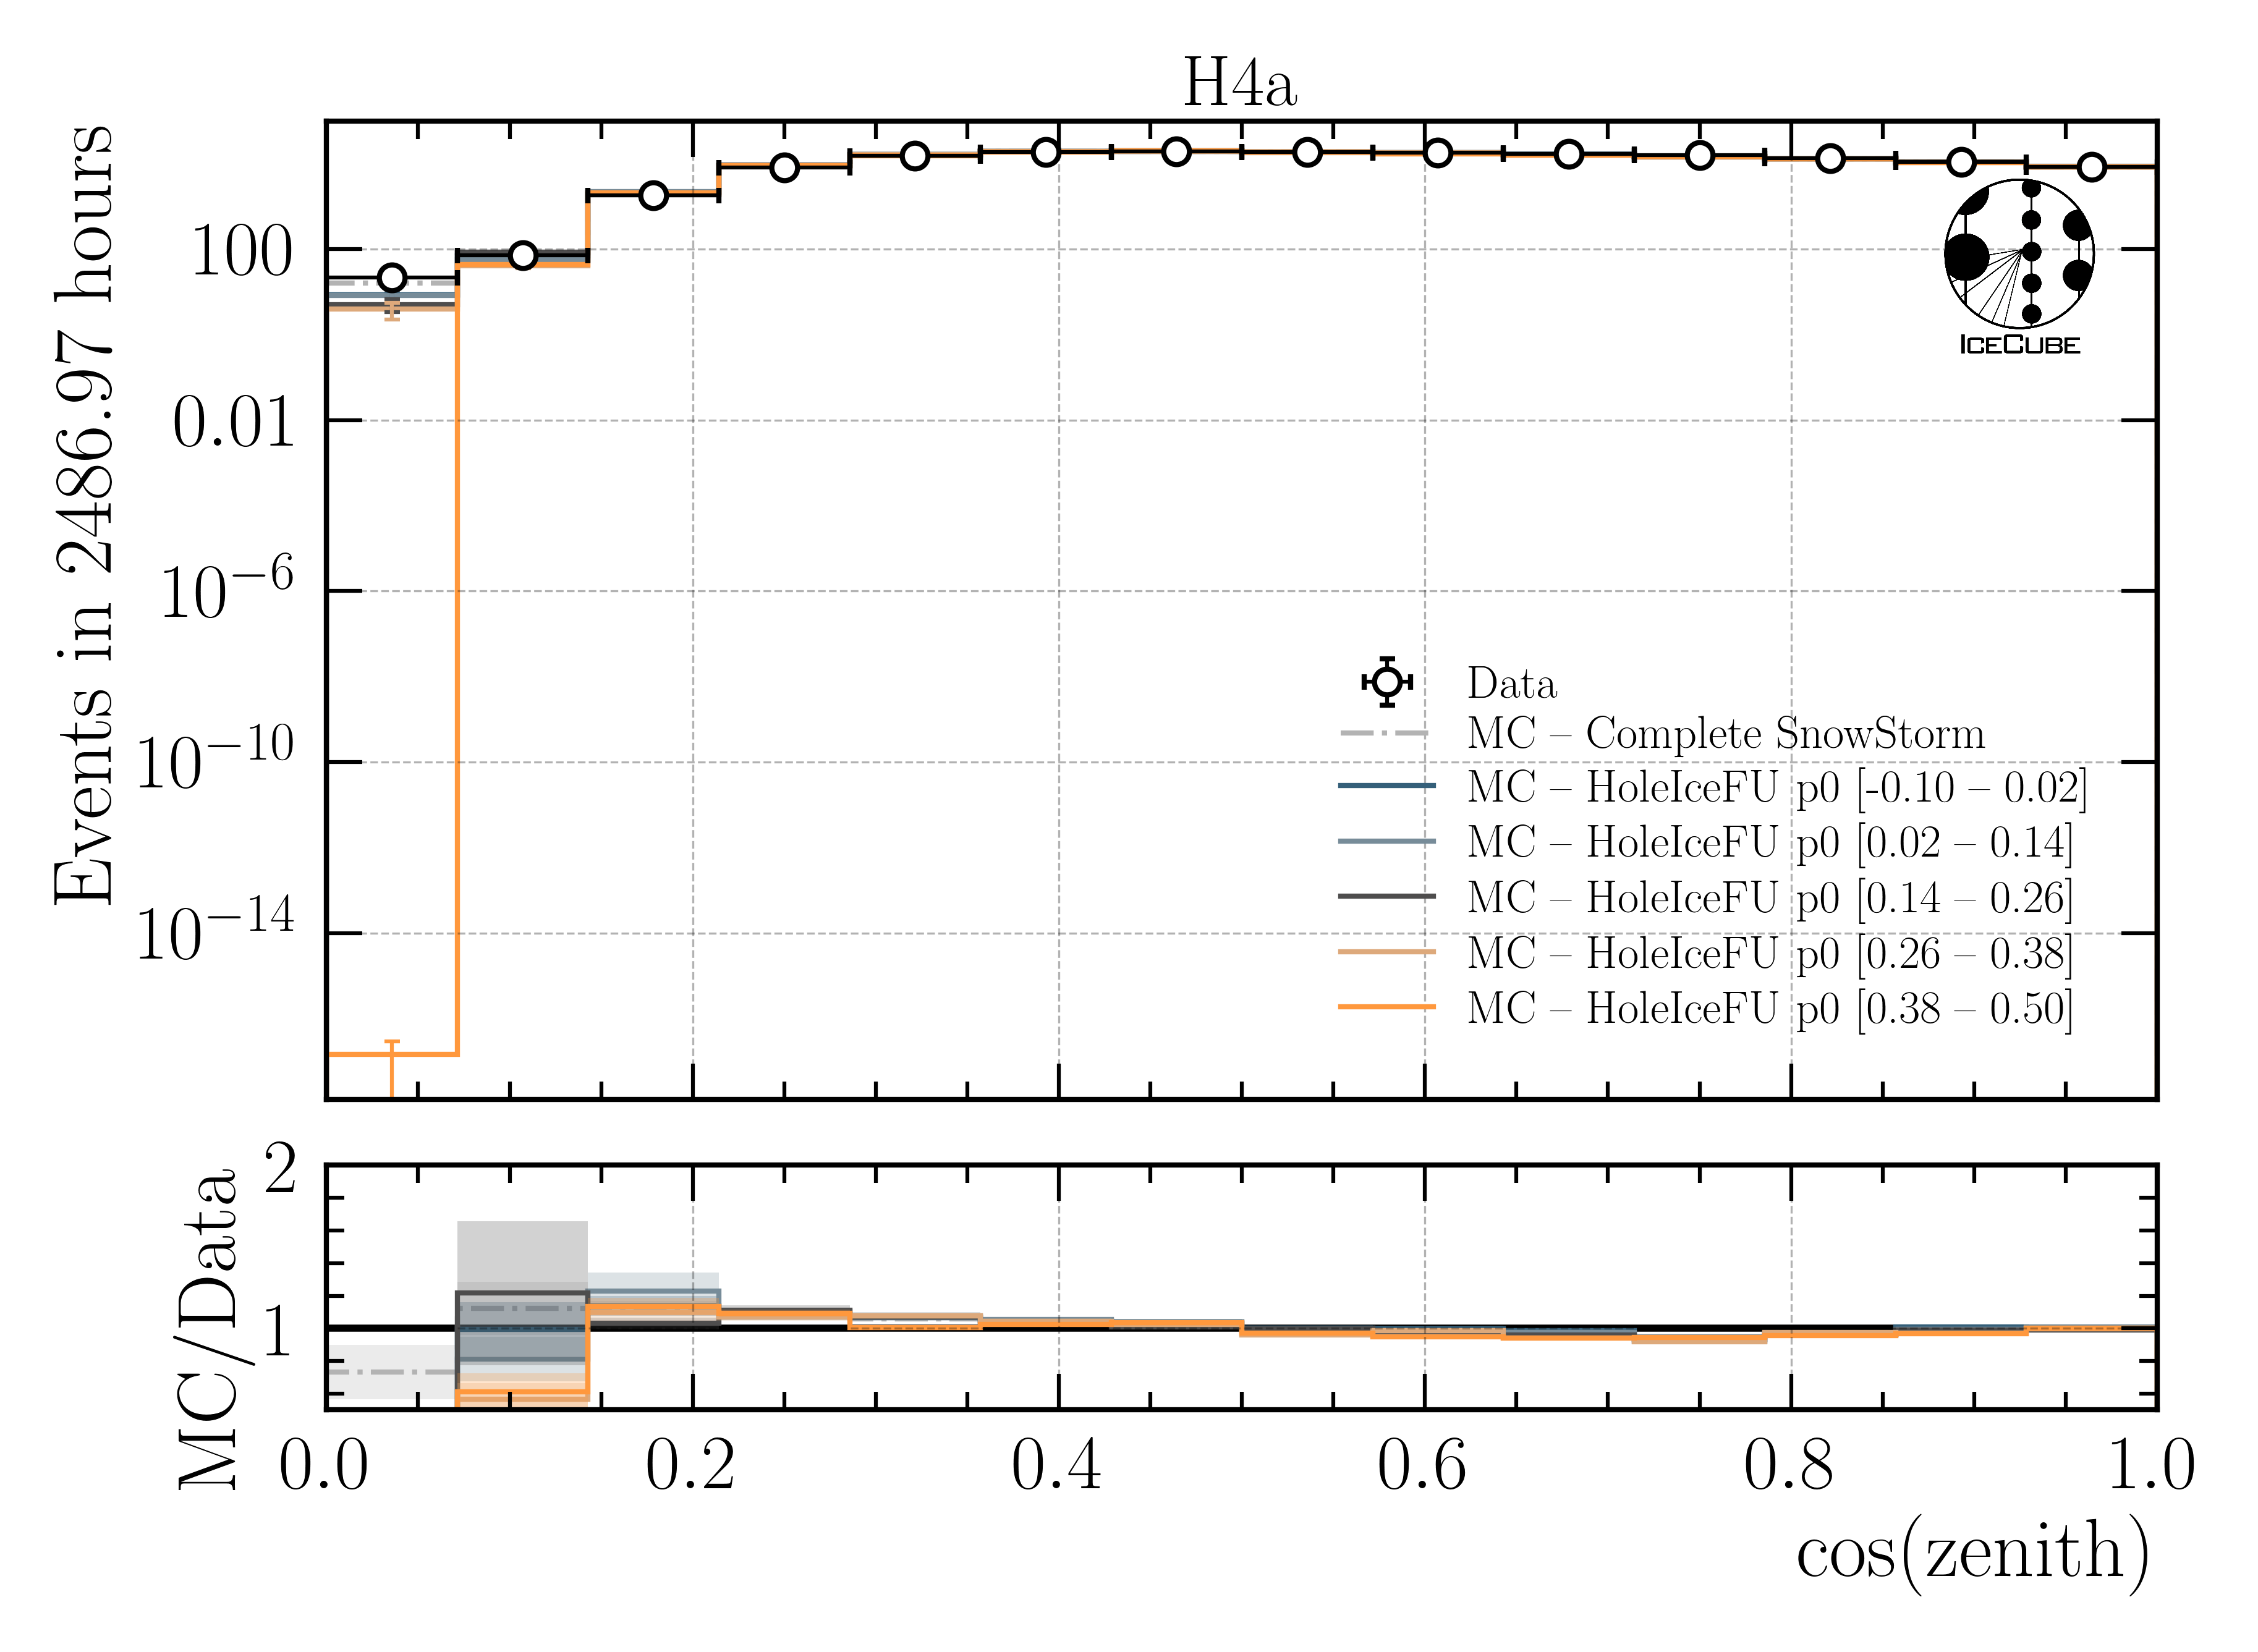 H4a
Events in 2486.97 hours
100
0.01
10⁻⁶
10⁻¹⁰
10⁻¹⁴
ICECUBE
Data
MC – Complete SnowStorm
MC – HoleIceFU p0 [-0.10 – 0.02]
MC – HoleIceFU p0 [0.02 – 0.14]
MC – HoleIceFU p0 [0.14 – 0.26]
MC – HoleIceFU p0 [0.26 – 0.38]
MC – HoleIceFU p0 [0.38 – 0.50]
MC/Data
2
1
0.0 0.2 0.4 0.6 0.8 1.0
cos(zenith)